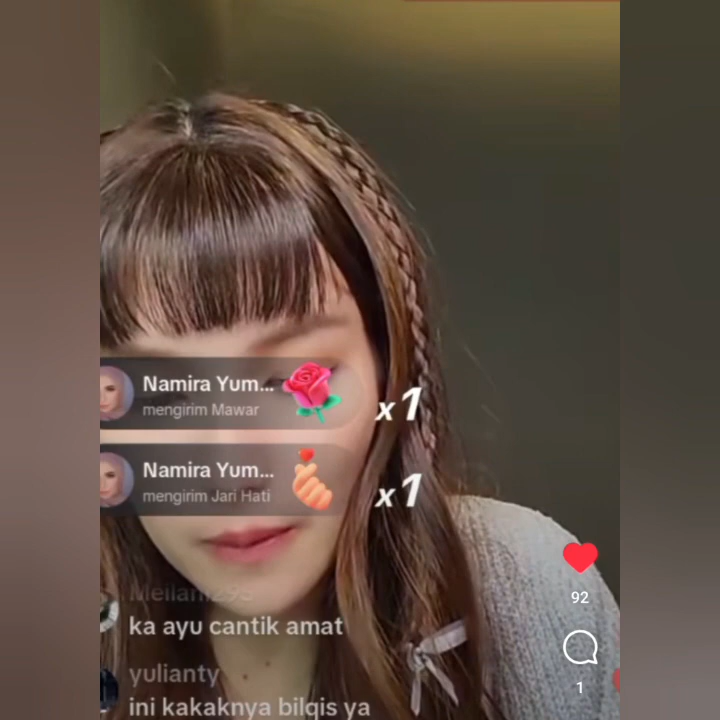 Namira Yum...
mengirim Mawar
x1
Namira Yum...
mengirim Jari Hati
x1
92
Meilani295
ka ayu cantik amat
yulianty
ini kakaknya bilqis ya
1